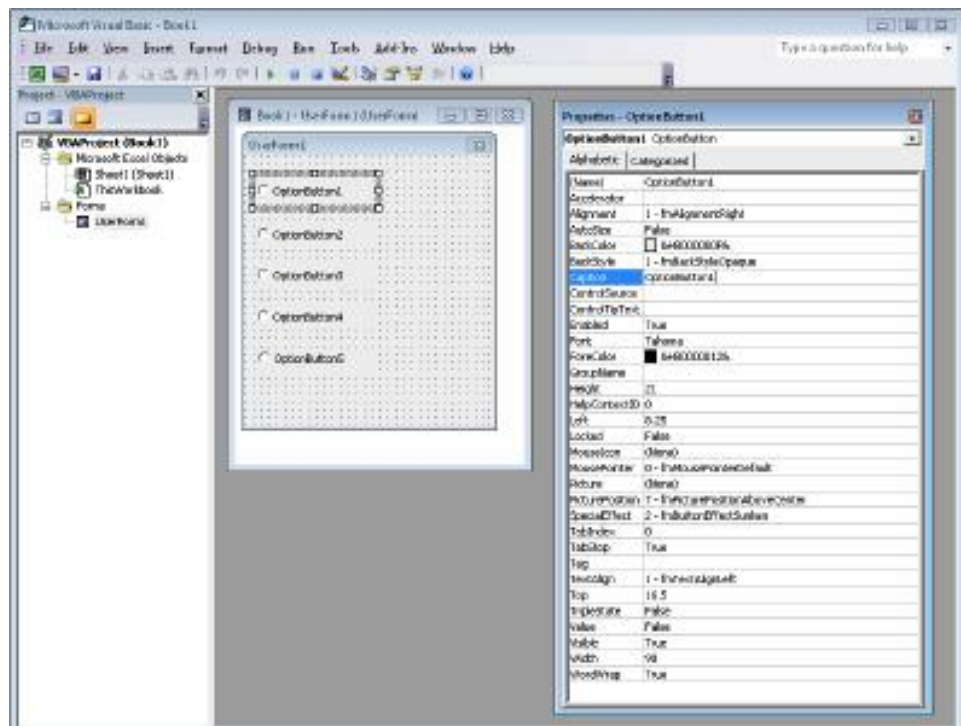 Microsoft Visual Basic - Book1
File Edit View Insert Format Debug Run Tools Add-Ins Window Help
Type a question for help
Project - VBAProject
VBAProject (Book1)
Microsoft Excel Objects
Sheet1 (Sheet1)
ThisWorkbook
Forms
UserForm1
Book1 - UserForm1 (UserForm)
UserForm1
OptionButton1
OptionButton2
OptionButton3
OptionButton4
OptionButton5
Properties - OptionButton1
OptionButton1 OptionButton
Alphabetic Categorized
(Name) OptionButton1
Accelerator
Alignment 1 - fmAlignmentRight
AutoSize False
BackColor &H8000000F&
BackStyle 1 - fmBackStyleOpaque
Caption OptionButton1
ControlSource
ControlTipText
Enabled True
Font Tahoma
ForeColor &H80000012&
GroupName
Height 21
HelpContextID 0
Left 8.25
Locked False
MouseIcon (None)
MousePointer 0 - fmMousePointerDefault
Picture (None)
PicturePosition 7 - fmPicturePositionAboveCenter
SpecialEffect 2 - fmButtonEffectSunken
TabIndex 0
TabStop True
Tag
TextAlign 1 - fmTextAlignLeft
Top 16.5
TripleState False
Value False
Visible True
Width 98
WordWrap True